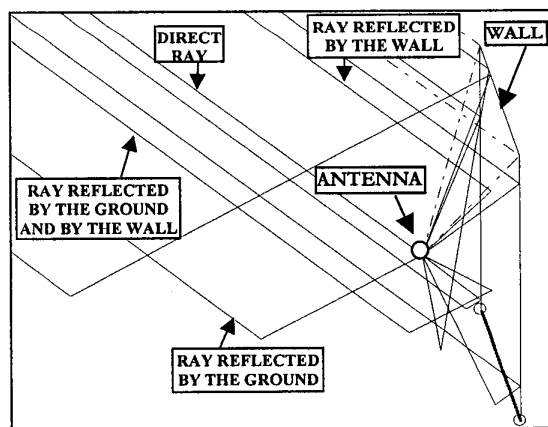 DIRECT
RAY
RAY REFLECTED
BY THE WALL
WALL
RAY REFLECTED
BY THE GROUND
AND BY THE WALL
ANTENNA
RAY REFLECTED
BY THE GROUND